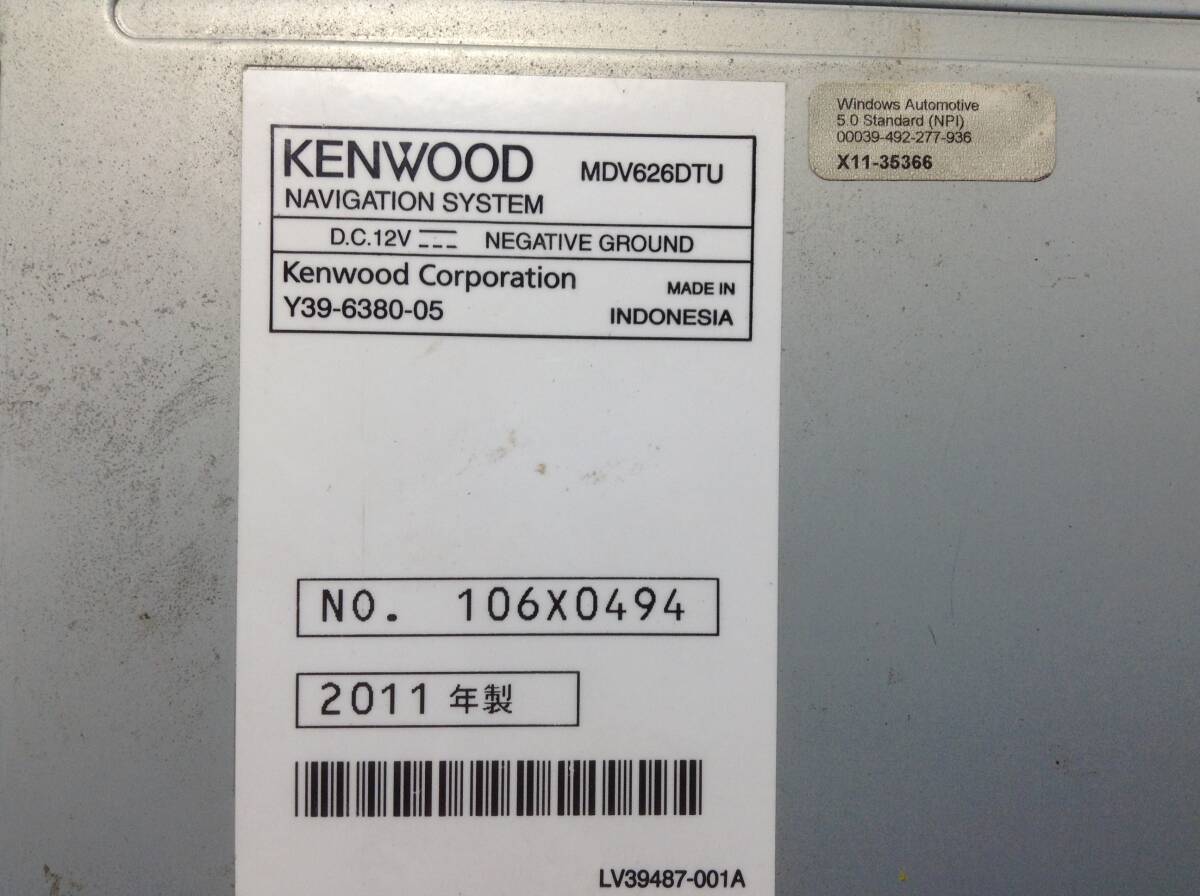 KENWOOD MDV626DTU
NAVIGATION SYSTEM
D.C.12V NEGATIVE GROUND
Kenwood Corporation MADE IN
Y39-6380-05 INDONESIA
NO. 106X0494
2011 年製
LV39487-001A
Windows Automotive
5.0 Standard (NPI)
00039-492-277-936
X11-35366